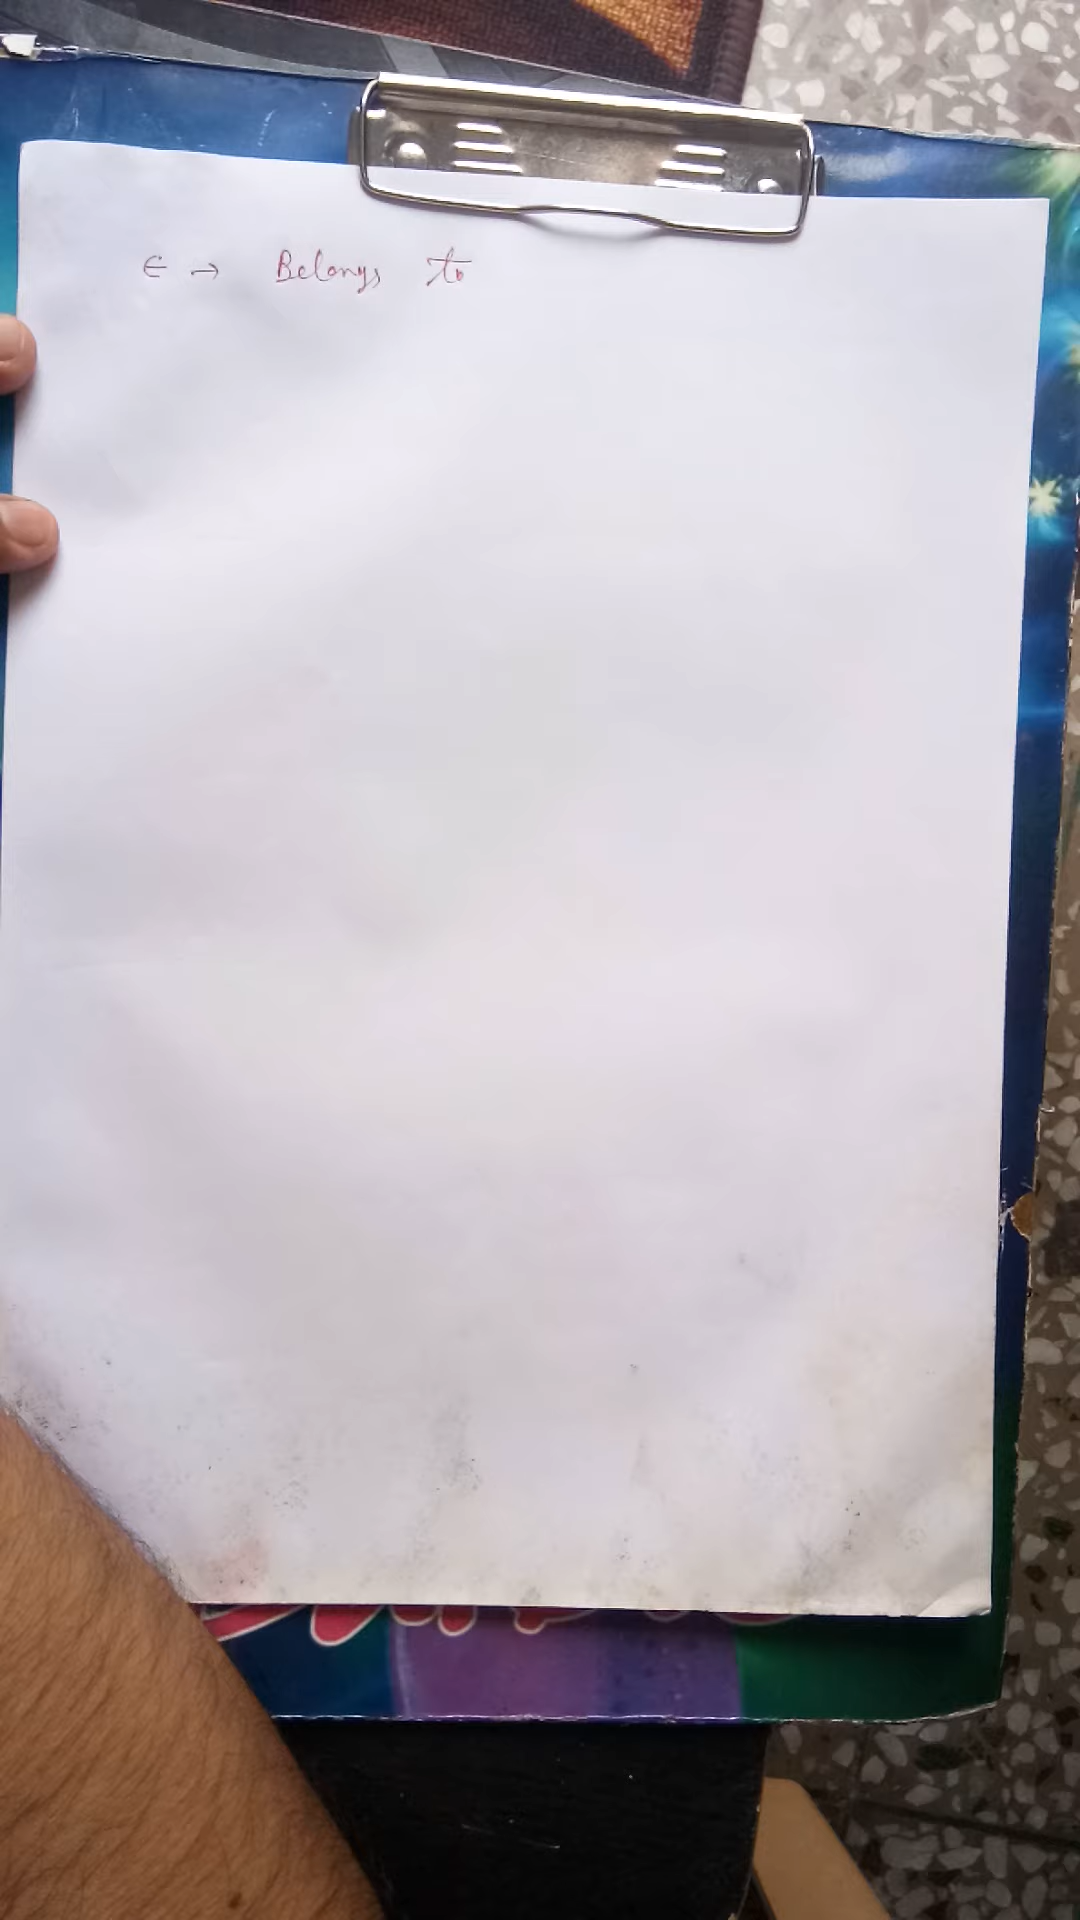 ∈ → Belongs to